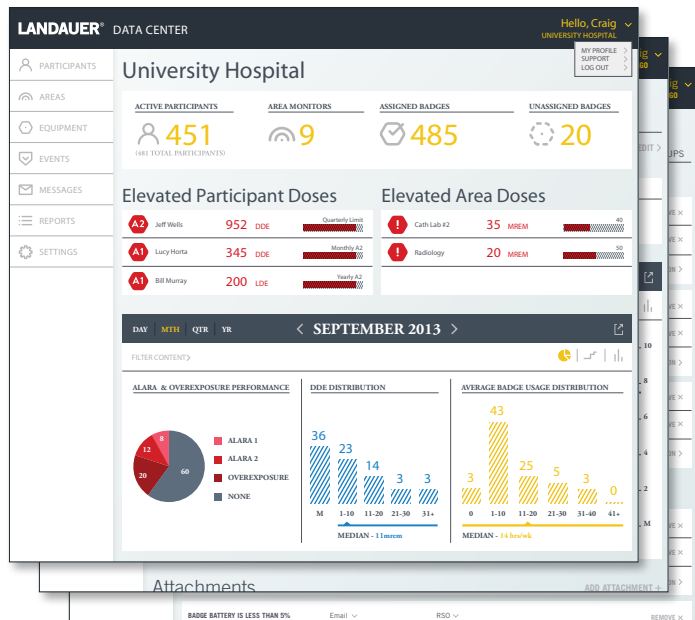 LANDAUER® DATA CENTER
Hello, Craig
UNIVERSITY HOSPITAL
MY PROFILE
SUPPORT
LOG OUT
PARTICIPANTS
AREAS
EQUIPMENT
EVENTS
MESSAGES
REPORTS
SETTINGS
University Hospital
ACTIVE PARTICIPANTS
451
(481 TOTAL PARTICIPANTS)
AREA MONITORS
9
ASSIGNED BADGES
485
UNASSIGNED BADGES
20
Elevated Participant Doses
A2 Jeff Wells 952 DDE Quarterly Limit
A1 Lucy Horta 345 DDE Monthly A2
A1 Bill Murray 200 LDE Yearly A2
Elevated Area Doses
! Cath Lab #2 35 MREM 40
! Radiology 20 MREM 50
DAY MTH QTR YR < SEPTEMBER 2013 >
FILTER CONTENT>
ALARA & OVEREXPOSURE PERFORMANCE
8
12
20
60
ALARA 1
ALARA 2
OVEREXPOSURE
NONE
DDE DISTRIBUTION
36 23 14 3 3
M 1-10 11-20 21-30 31+
MEDIAN - 11mrem
AVERAGE BADGE USAGE DISTRIBUTION
3 43 25 5 3 0
0 1-10 11-20 21-30 31-40 41+
MEDIAN - 14 hrs/wk
EDIT >
10
8
6
4
2
M
Attachments
ADD ATTACHMENT +
BADGE BATTERY IS LESS THAN 5% Email RSO REMOVE ×